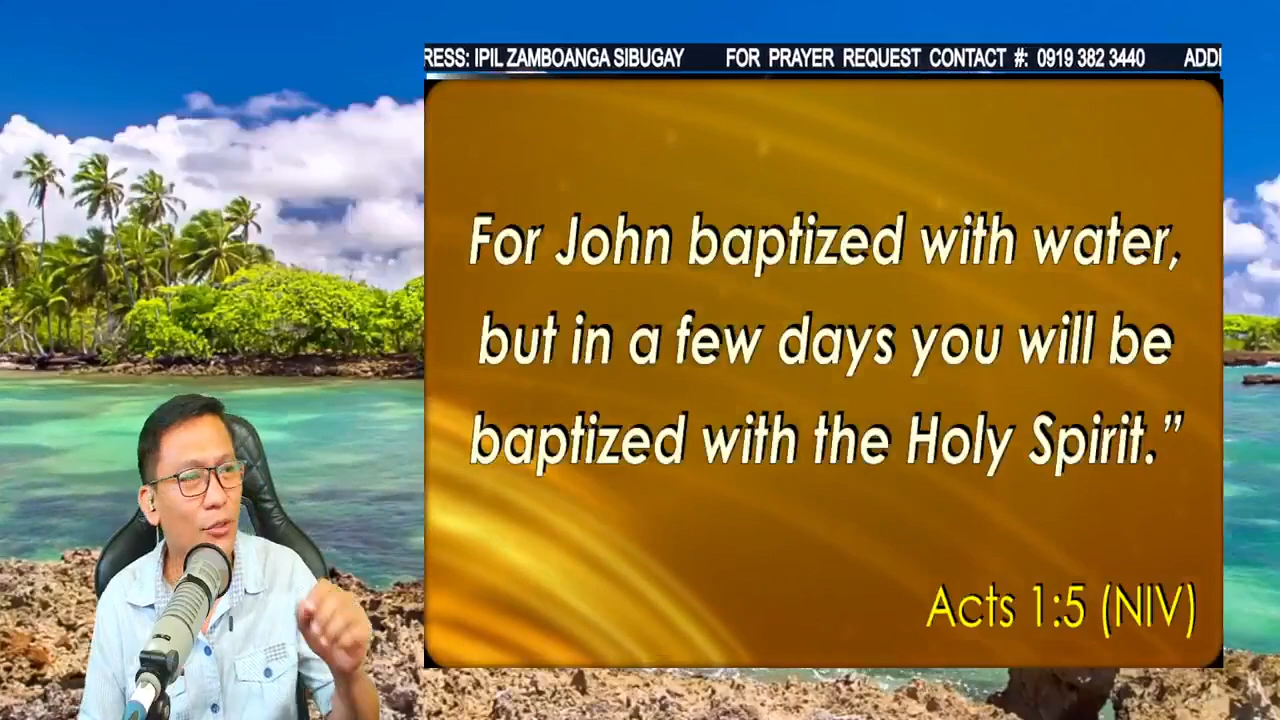 RESS: IPIL ZAMBOANGA SIBUGAY FOR PRAYER REQUEST CONTACT #: 0919 382 3440 ADDI
For John baptized with water,
but in a few days you will be
baptized with the Holy Spirit.”
Acts 1:5 (NIV)